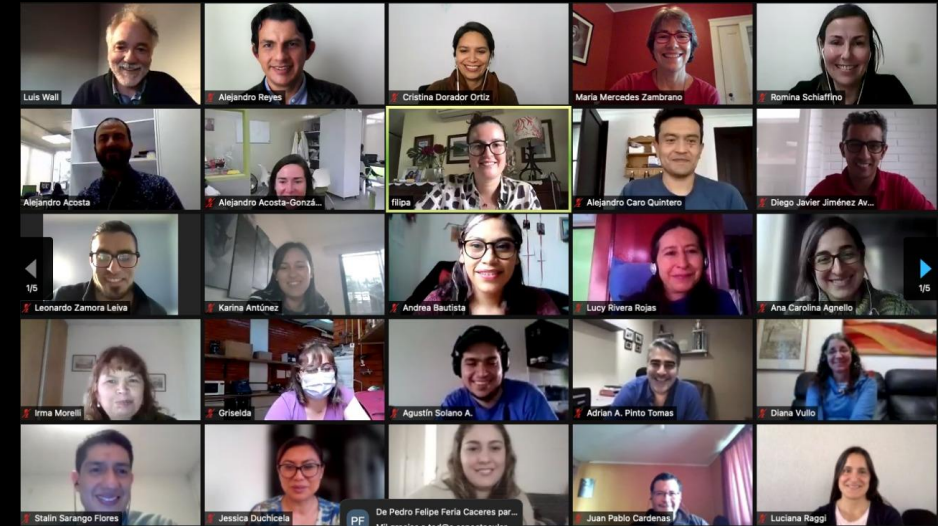 Luis Wall
Alejandro Reyes
Cristina Dorador Ortiz
María Mercedes Zambrano
Romina Schiaffino
Alejandro Acosta
Alejandro Acosta-Gonzá...
filipa
Alejandro Caro Quintero
Diego Javier Jiménez Av...
1/5
Leonardo Zamora Leiva
Karina Antúnez
Andrea Bautista
Lucy Rivera Rojas
Ana Carolina Agnello
1/5
Irma Morelli
Griselda
Agustín Solano A.
Adrian A. Pinto Tomas
Diana Vullo
Stalin Sarango Flores
Jessica Duchicela
PF
De Pedro Felipe Feria Caceres par...
Juan Pablo Cardenas
Luciana Raggi